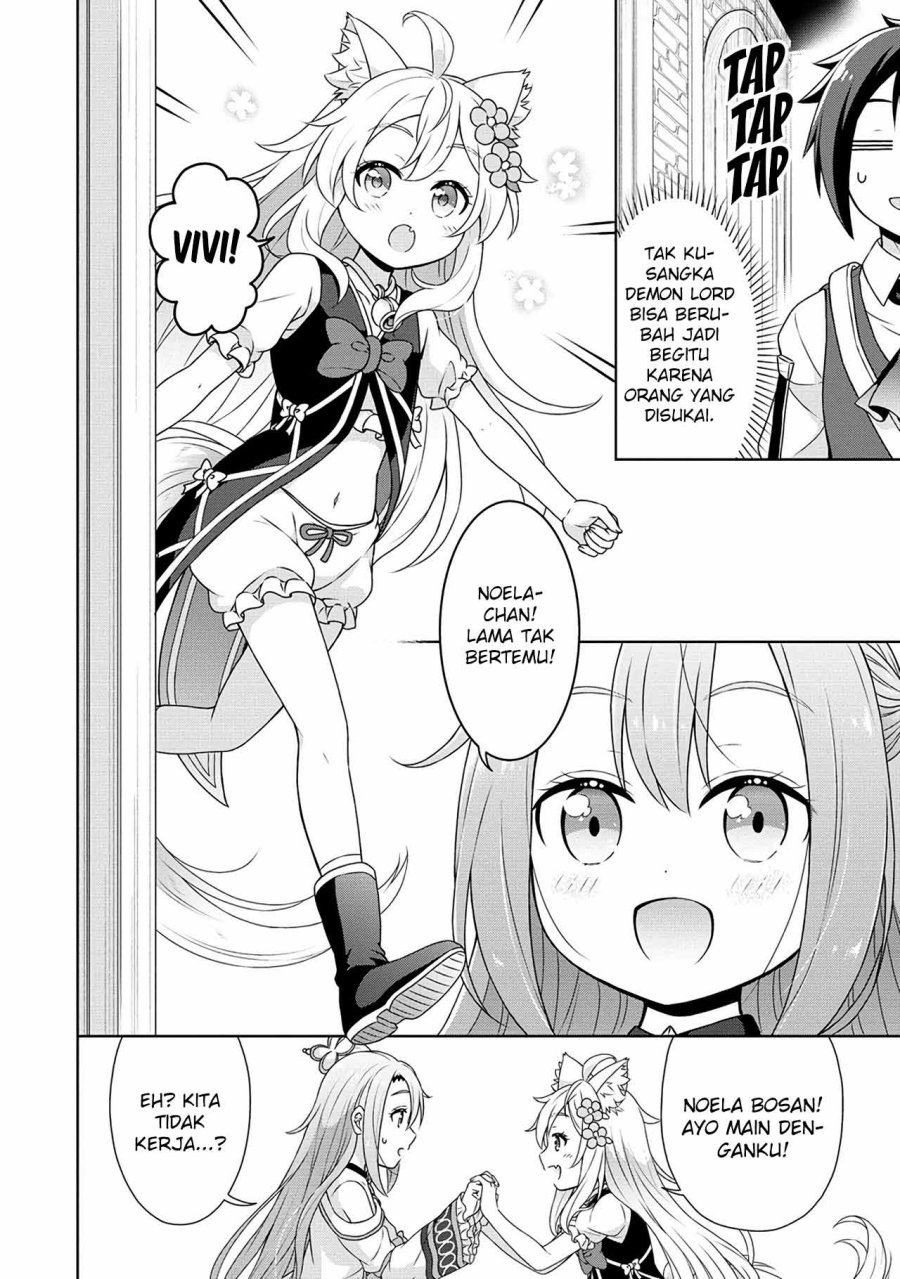 TAP
TAP
TAP
TAK KU-
SANGKA
DEMON LORD
BISA BERU-
BAH JADI
BEGITU
KARENA
ORANG YANG
DISUKAI.
VIVI!
NOELA-
CHAN!
LAMA TAK
BERTEMU!
NOELA BOSAN!
AYO MAIN DEN-
GANKU!
EH? KITA
TIDAK
KERJA...?